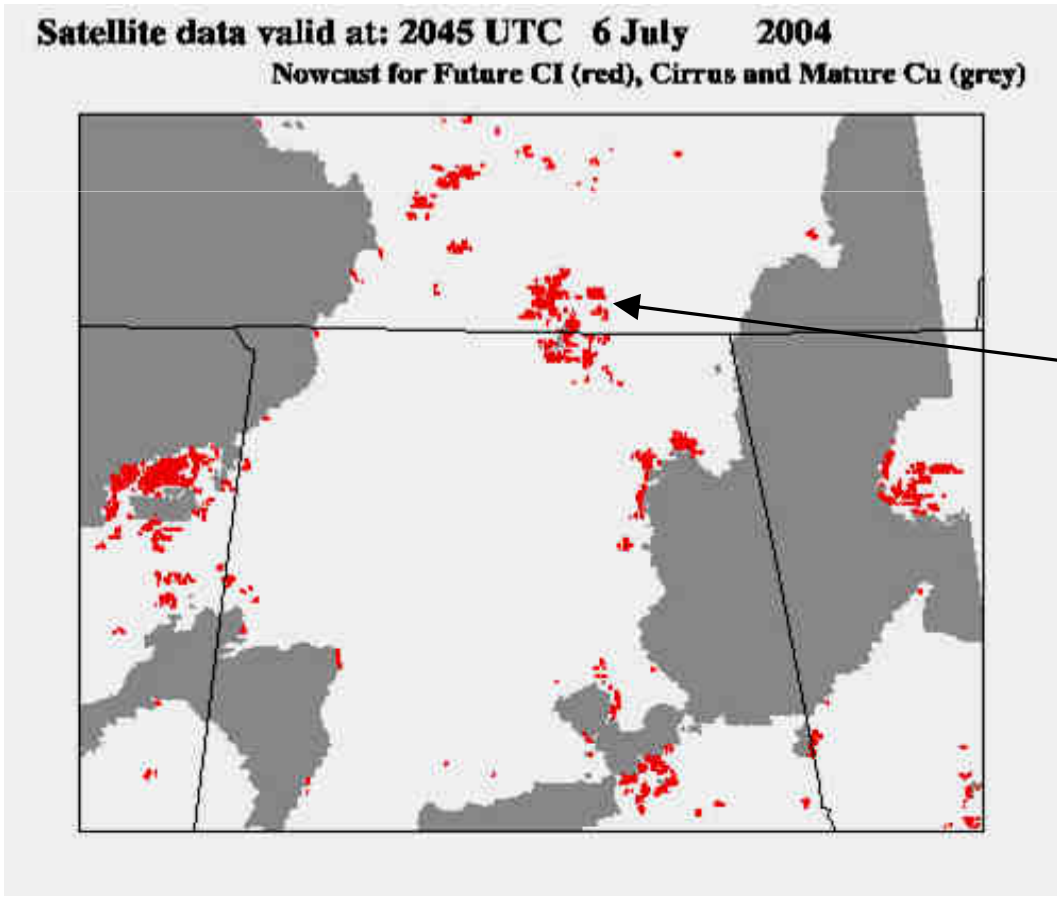 Satellite data valid at: 2045 UTC 6 July 2004
Nowcast for Future CI (red), Cirrus and Mature Cu (grey)